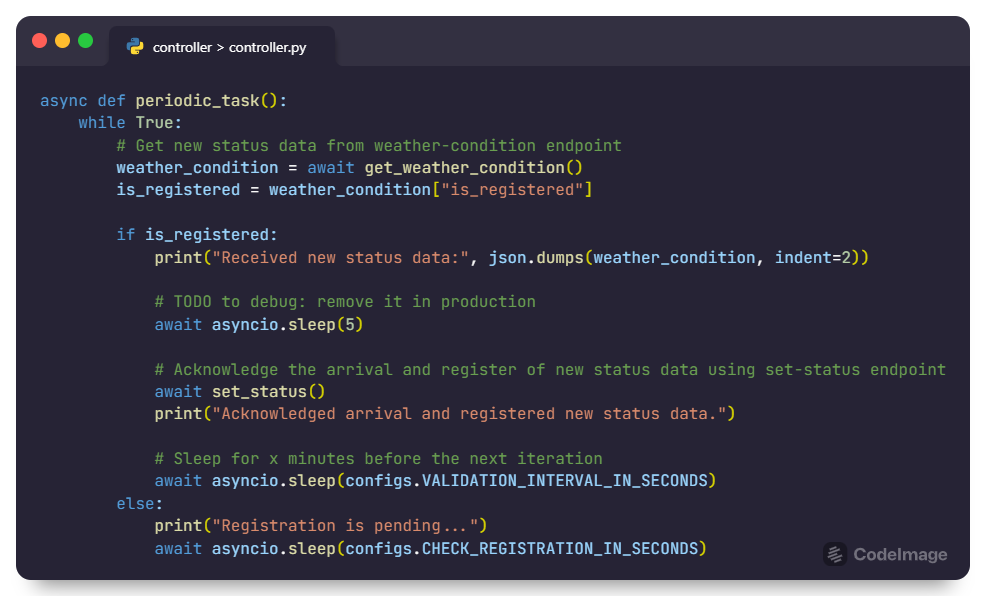 controller > controller.py
async def periodic_task():
    while True:
        # Get new status data from weather-condition endpoint
        weather_condition = await get_weather_condition()
        is_registered = weather_condition["is_registered"]

        if is_registered:
            print("Received new status data:", json.dumps(weather_condition, indent=2))

            # TODO to debug: remove it in production
            await asyncio.sleep(5)

            # Acknowledge the arrival and register of new status data using set-status endpoint
            await set_status()
            print("Acknowledged arrival and registered new status data.")

            # Sleep for x minutes before the next iteration
            await asyncio.sleep(configs.VALIDATION_INTERVAL_IN_SECONDS)
        else:
            print("Registration is pending...")
            await asyncio.sleep(configs.CHECK_REGISTRATION_IN_SECONDS)
CodeImage